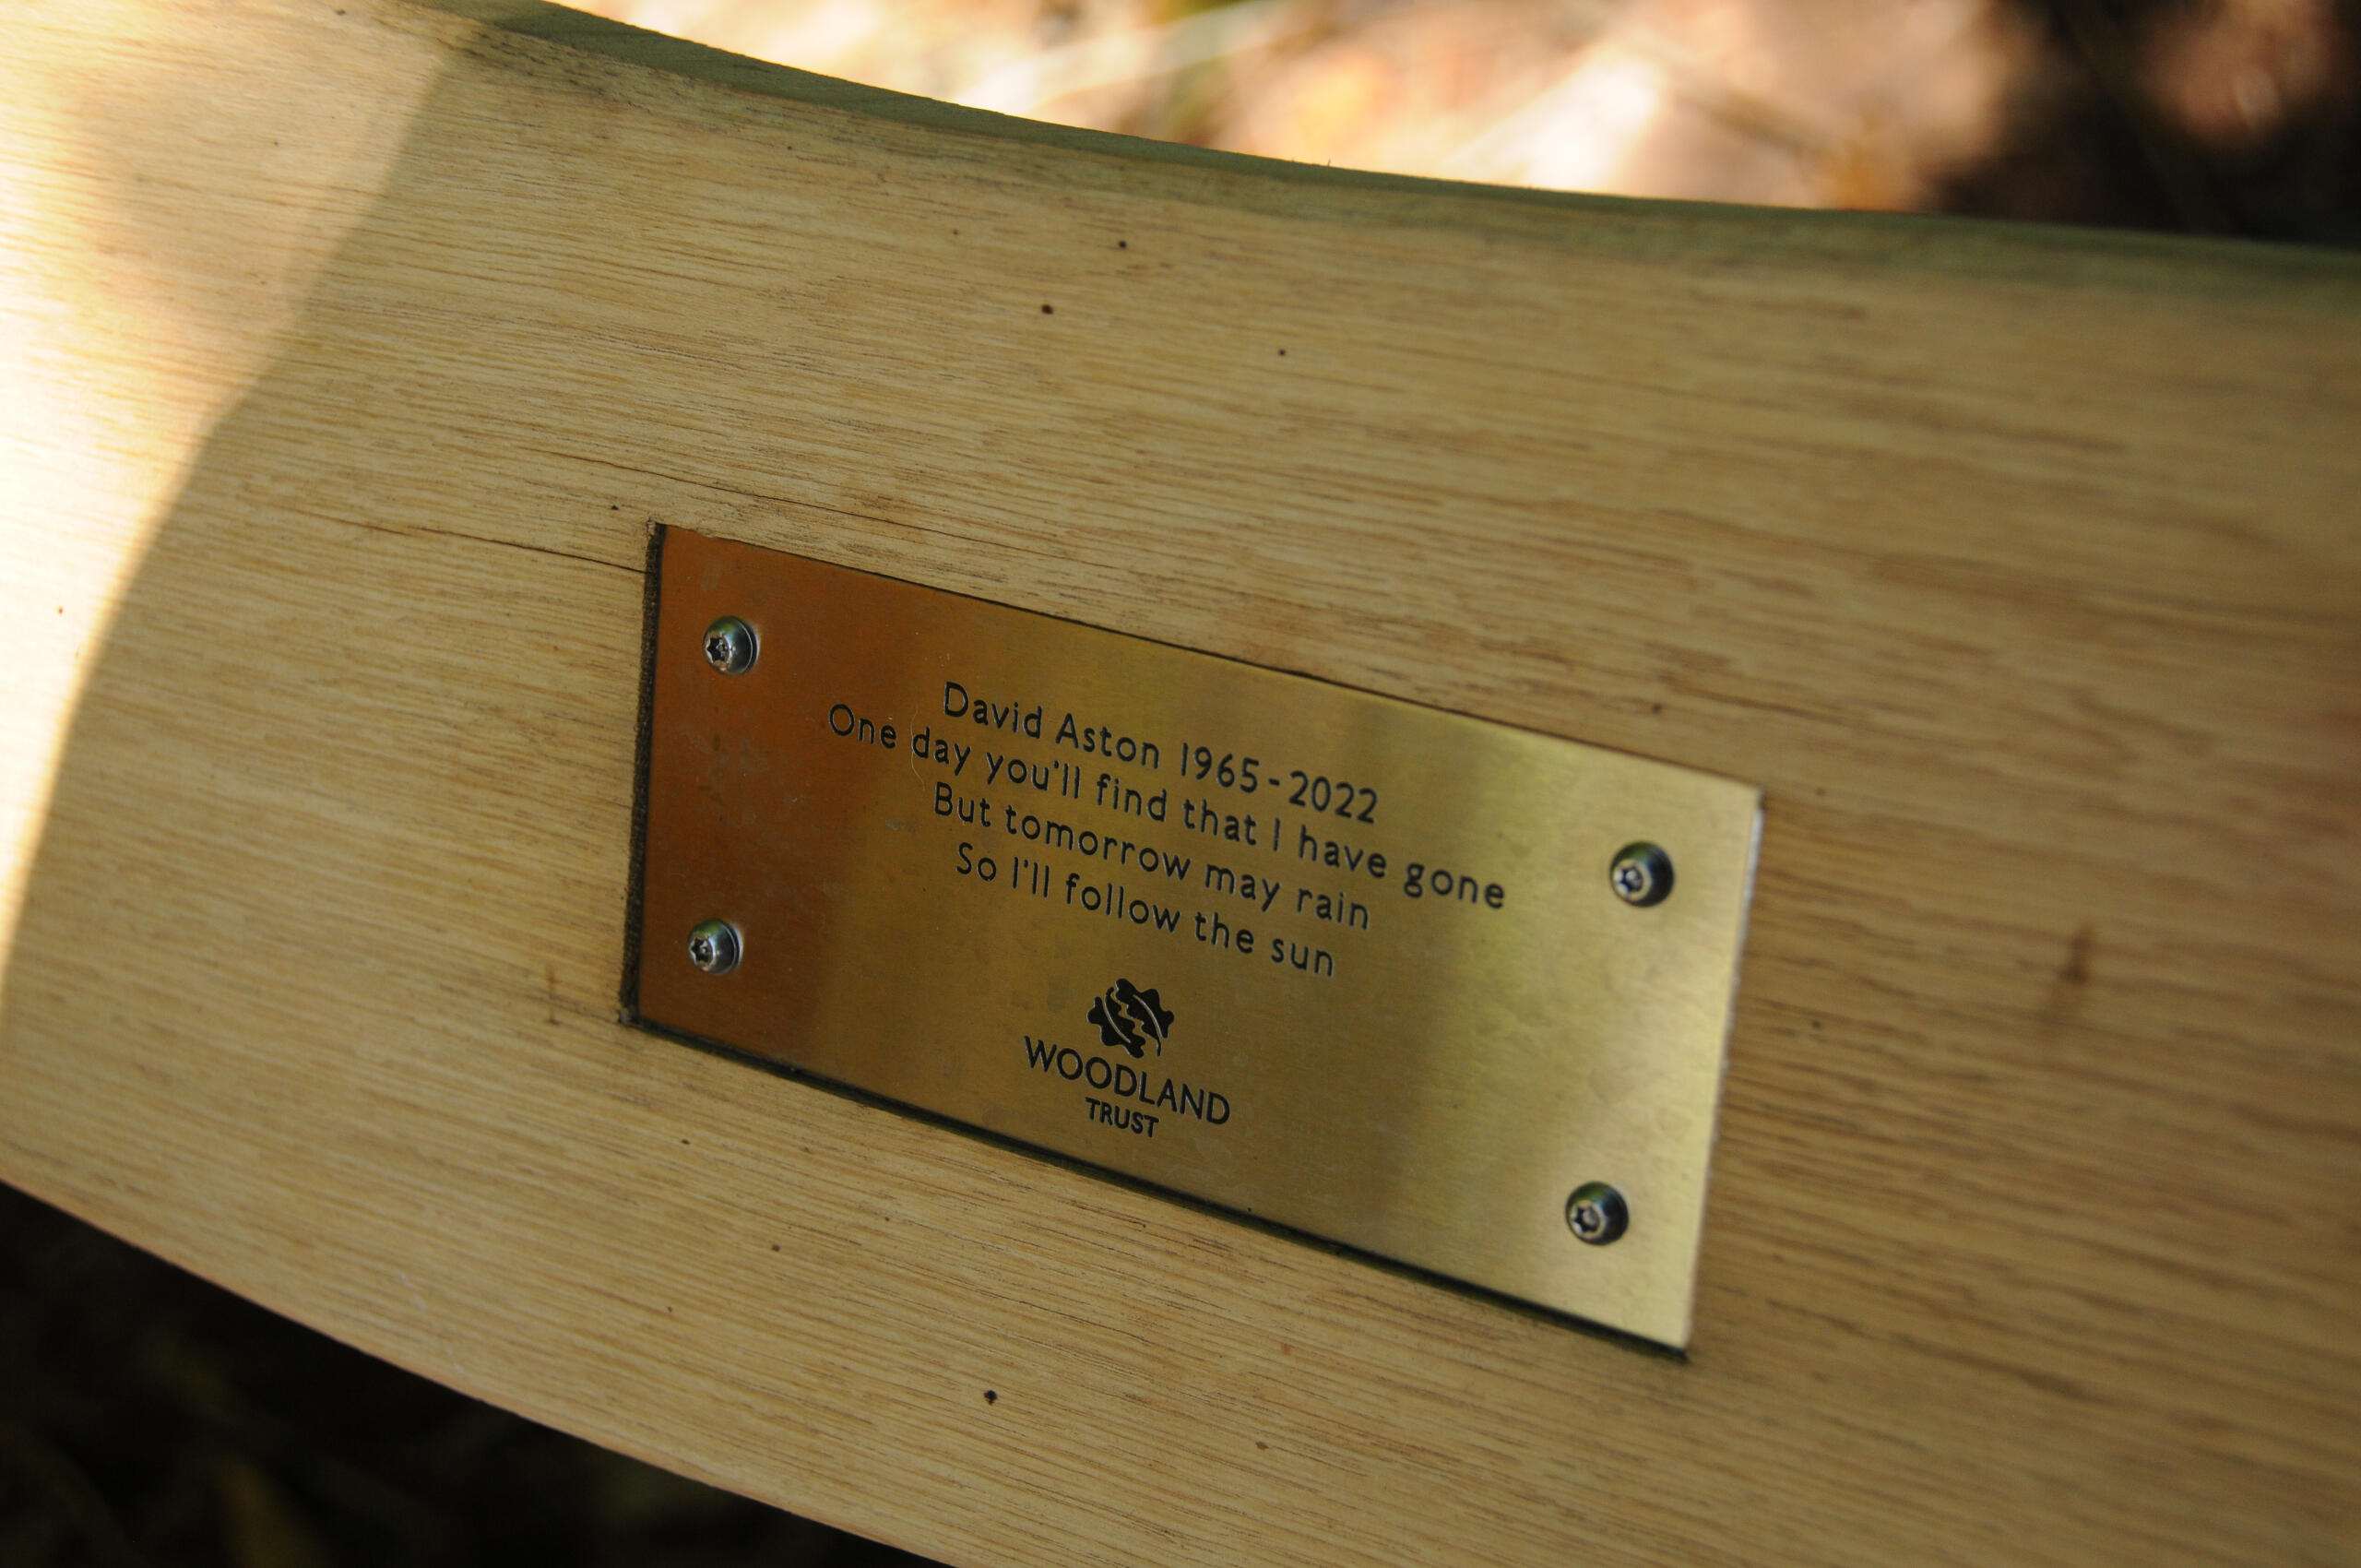 David Aston 1965-2022
One day you'll find that I have gone
But tomorrow may rain
So I'll follow the sun
WOODLAND
TRUST